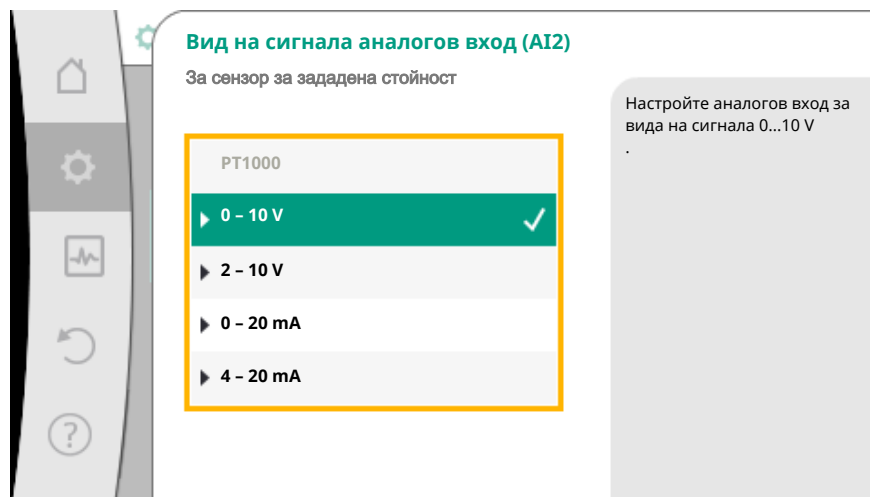 Вид на сигнала аналогов вход (AI2)
За сензор за зададена стойност
PT1000
0 – 10 V
2 – 10 V
0 – 20 mA
4 – 20 mA
Настройте аналогов вход за
вида на сигнала 0...10 V
.
?